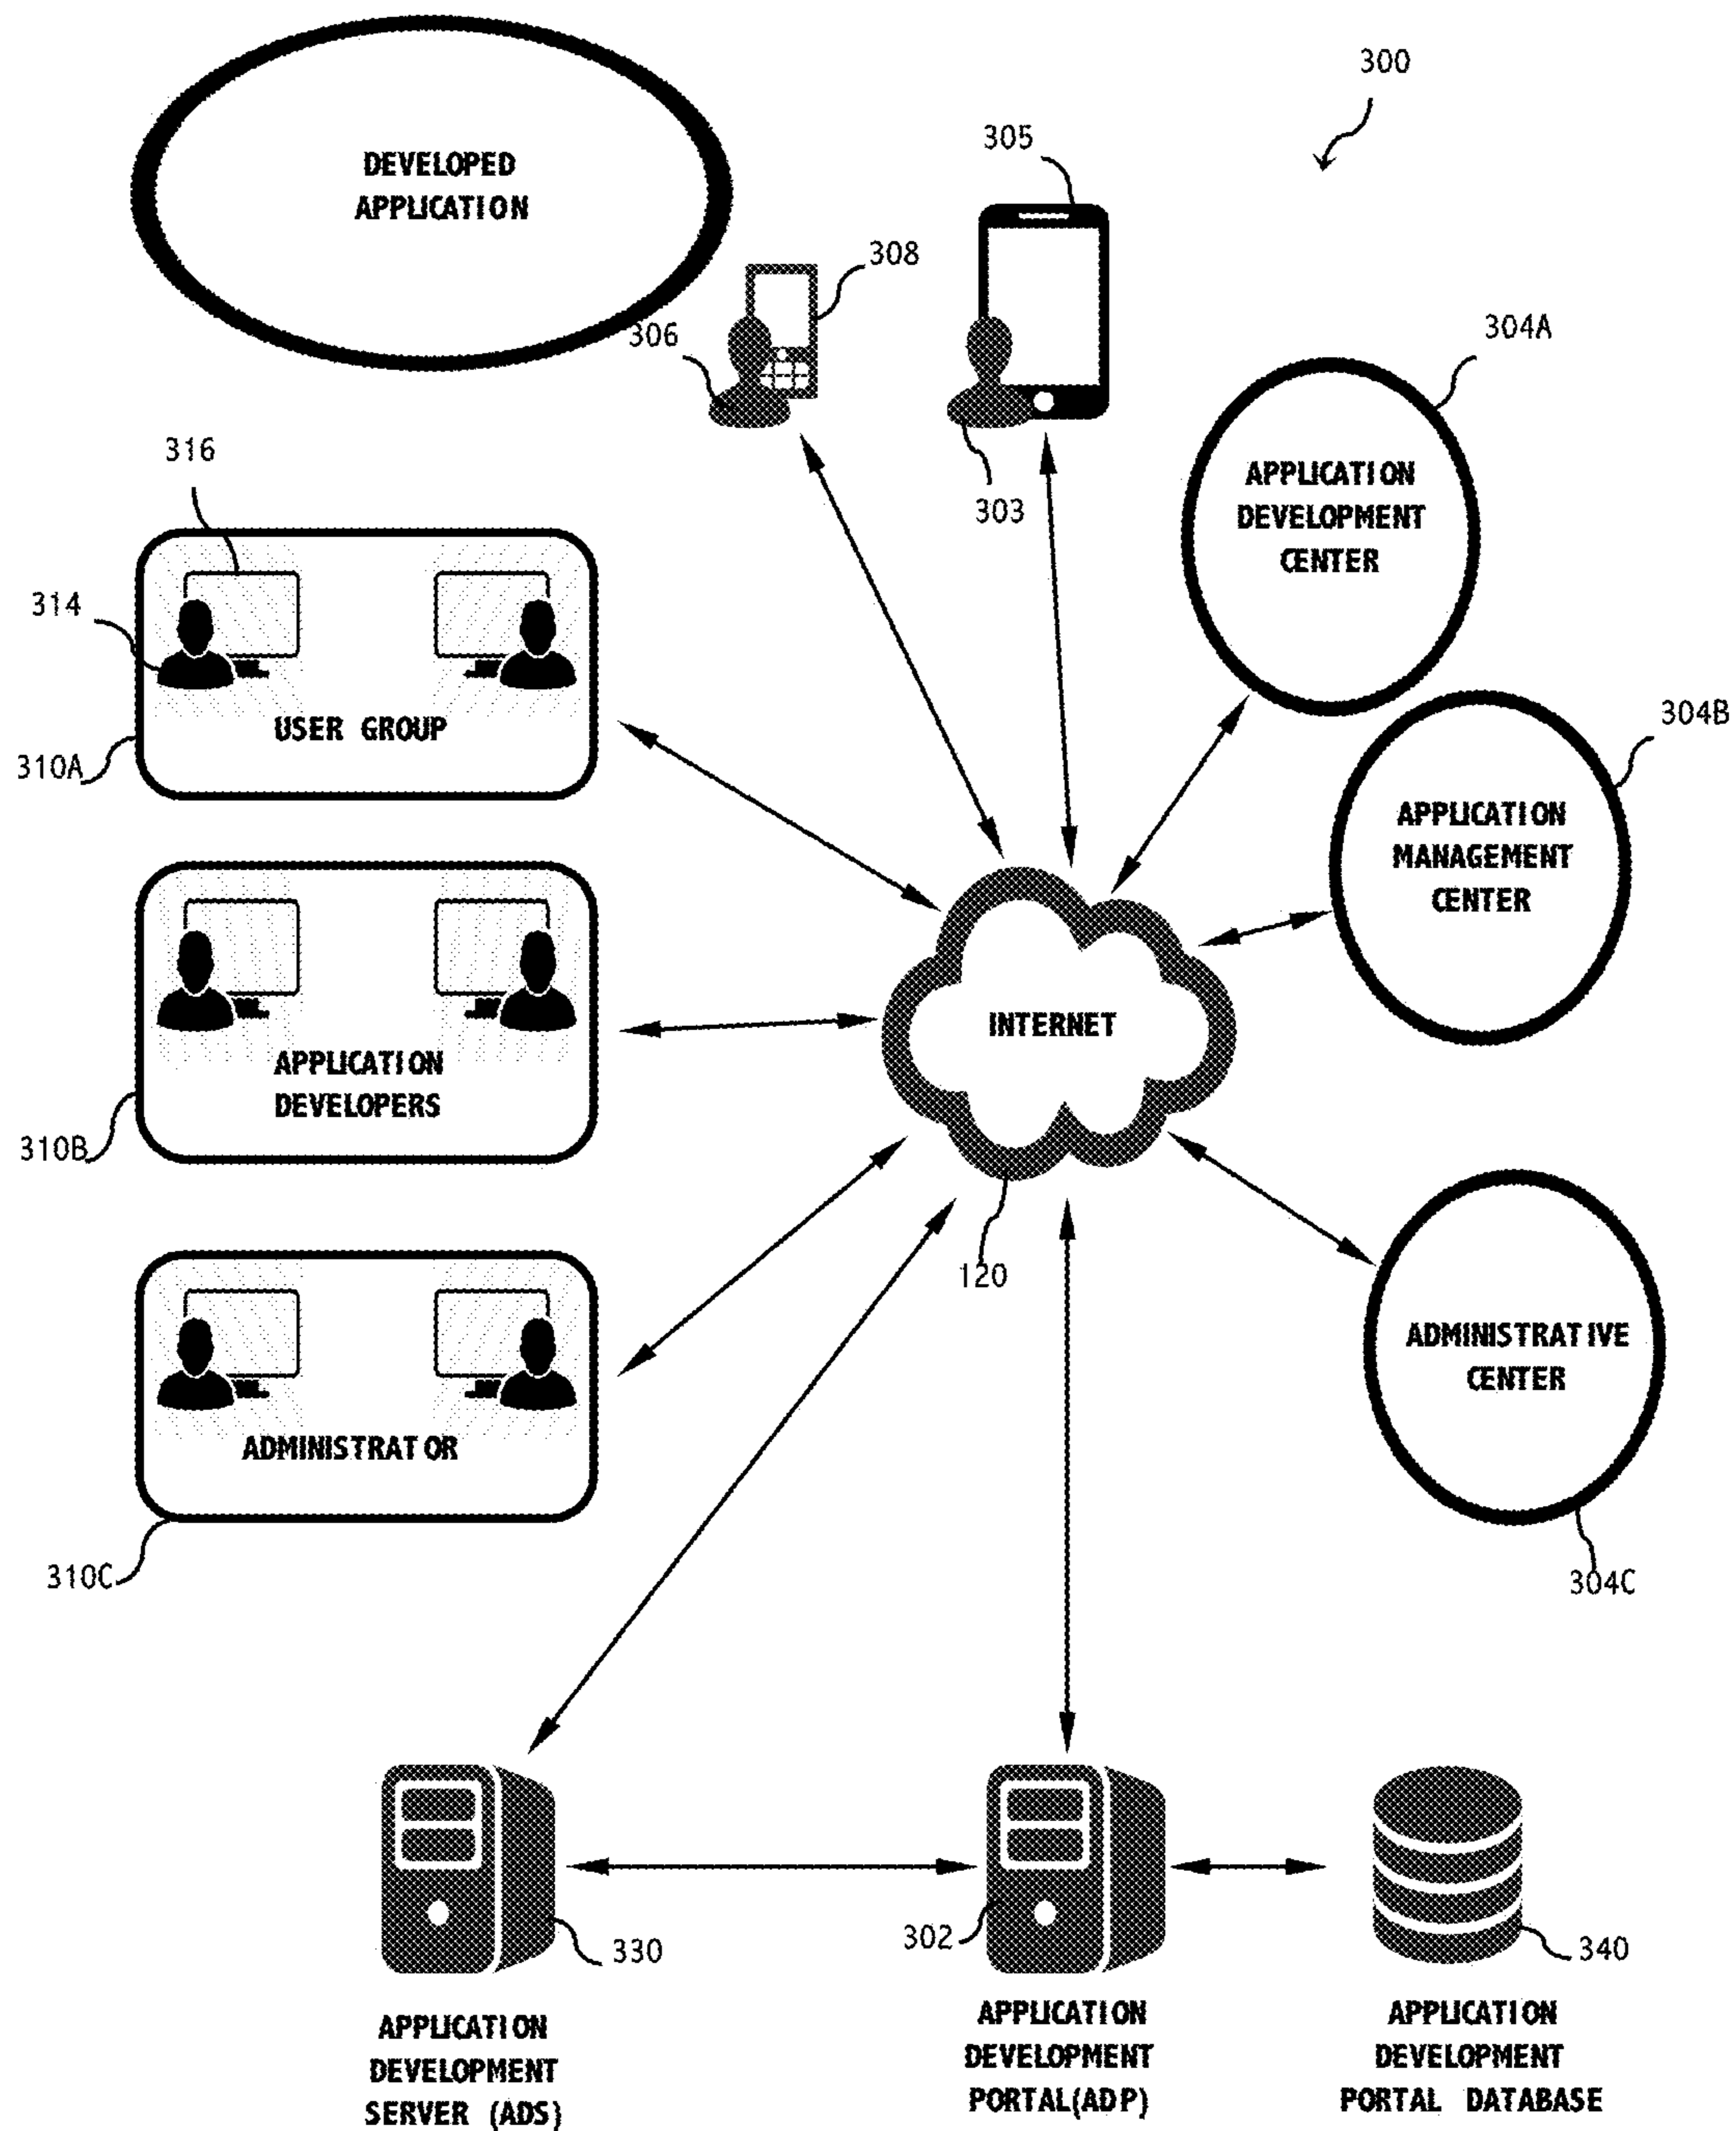 300
305
DEVELOPED
APPLICATION
308
306
304A
303
APPLICATION
DEVELOPMENT
CENTER
316
314
USER GROUP
310A
304B
APPLICATION
MANAGEMENT
CENTER
INTERNET
APPLICATION
DEVELOPERS
310B
120
ADMINISTRATIVE
CENTER
ADMINISTRATOR
310C
304C
330
302
340
APPLICATION
DEVELOPMENT
SERVER (ADS)
APPLICATION
DEVELOPMENT
PORTAL(ADP)
APPLICATION
DEVELOPMENT
PORTAL DATABASE